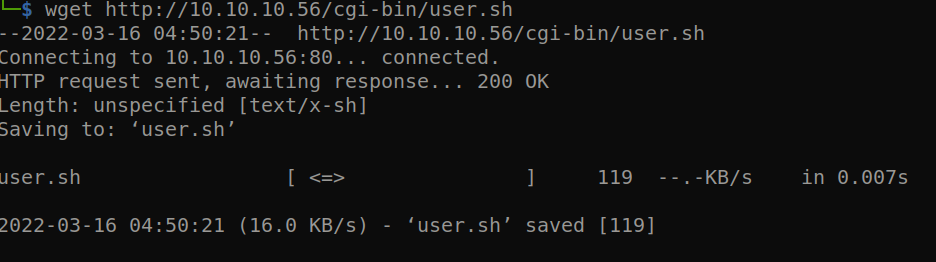 └─$ wget http://10.10.10.56/cgi-bin/user.sh
--2022-03-16 04:50:21--  http://10.10.10.56/cgi-bin/user.sh
Connecting to 10.10.10.56:80... connected.
HTTP request sent, awaiting response... 200 OK
Length: unspecified [text/x-sh]
Saving to: ‘user.sh’
user.sh                 [ <=>               ]     119  --.-KB/s    in 0.007s
2022-03-16 04:50:21 (16.0 KB/s) - ‘user.sh’ saved [119]